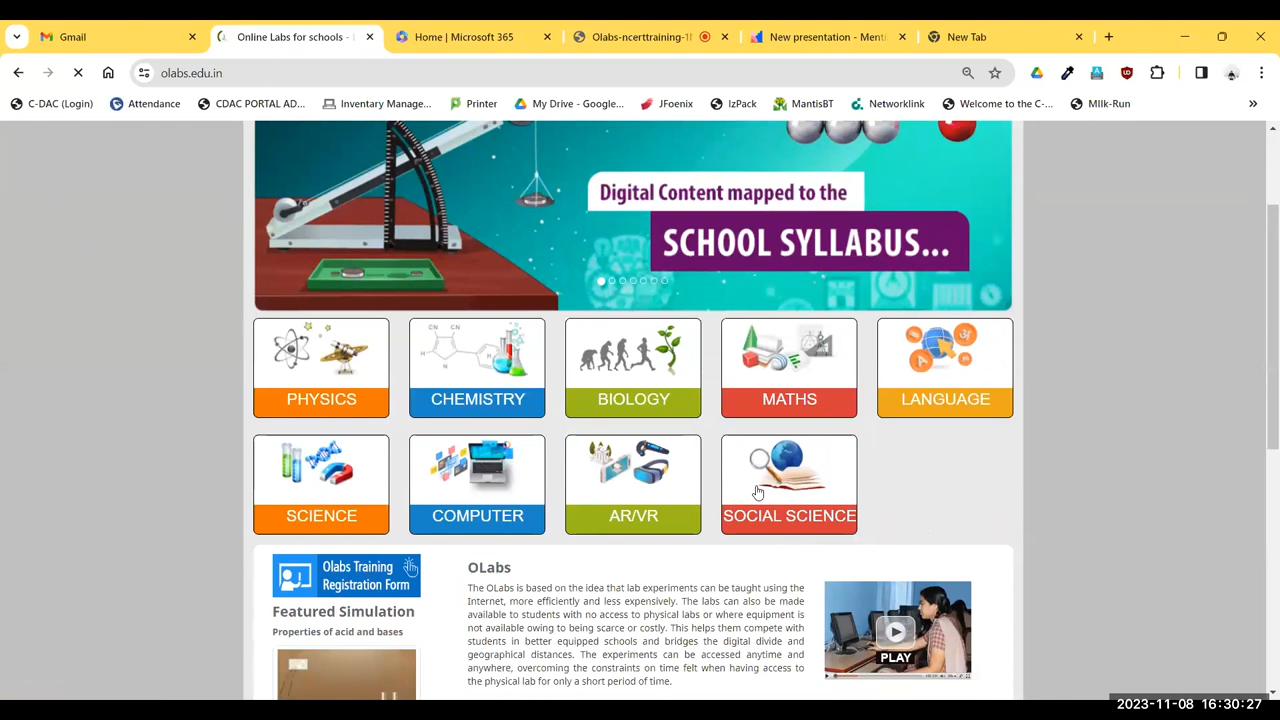 Gmail
Online Labs for schools -
Home | Microsoft 365
Olabs-ncerttraining-1
New presentation - Menti
New Tab
olabs.edu.in
C-DAC (Login)
Attendance
CDAC PORTAL AD...
Inventary Manage...
Printer
My Drive - Google...
JFoenix
IzPack
MantisBT
Networklink
Welcome to the C-...
MIlk-Run
Digital Content mapped to the
SCHOOL SYLLABUS...
PHYSICS
CHEMISTRY
BIOLOGY
MATHS
LANGUAGE
SCIENCE
COMPUTER
AR/VR
SOCIAL SCIENCE
Olabs Training
Registration Form
Featured Simulation
Properties of acid and bases
OLabs
The OLabs is based on the idea that lab experiments can be taught using the
Internet, more efficiently and less expensively. The labs can also be made
available to students with no access to physical labs or where equipment is
not available owing to being scarce or costly. This helps them compete with
students in better equipped schools and bridges the digital divide and
geographical distances. The experiments can be accessed anytime and
anywhere, overcoming the constraints on time felt when having access to
the physical lab for only a short period of time.
PLAY
2023-11-08 16:30:27